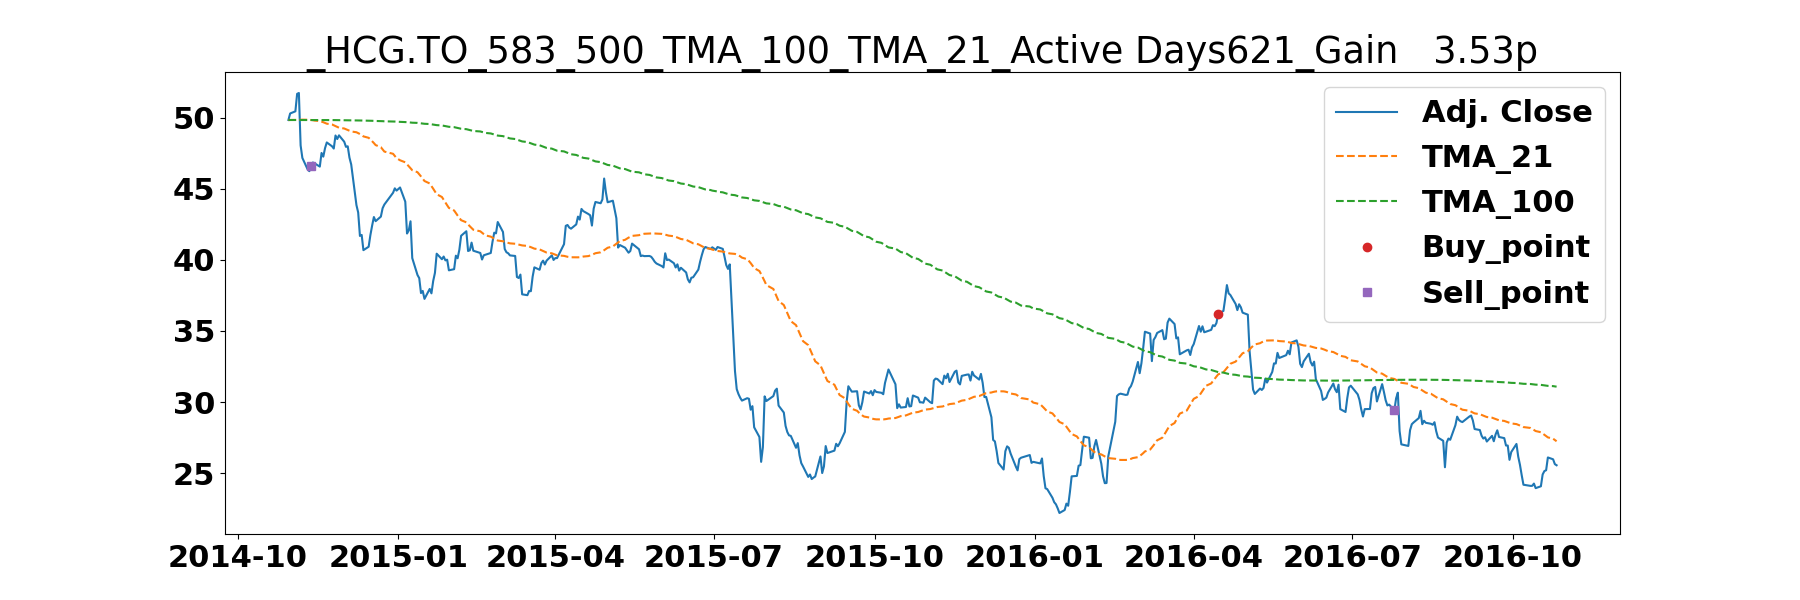 _HCG.TO_583_500_TMA_100_TMA_21_Active Days621_Gain   3.53p
50
45
40
35
30
25
Adj. Close
TMA_21
TMA_100
Buy_point
Sell_point
2014-10 2015-01 2015-04 2015-07 2015-10 2016-01 2016-04 2016-07 2016-10